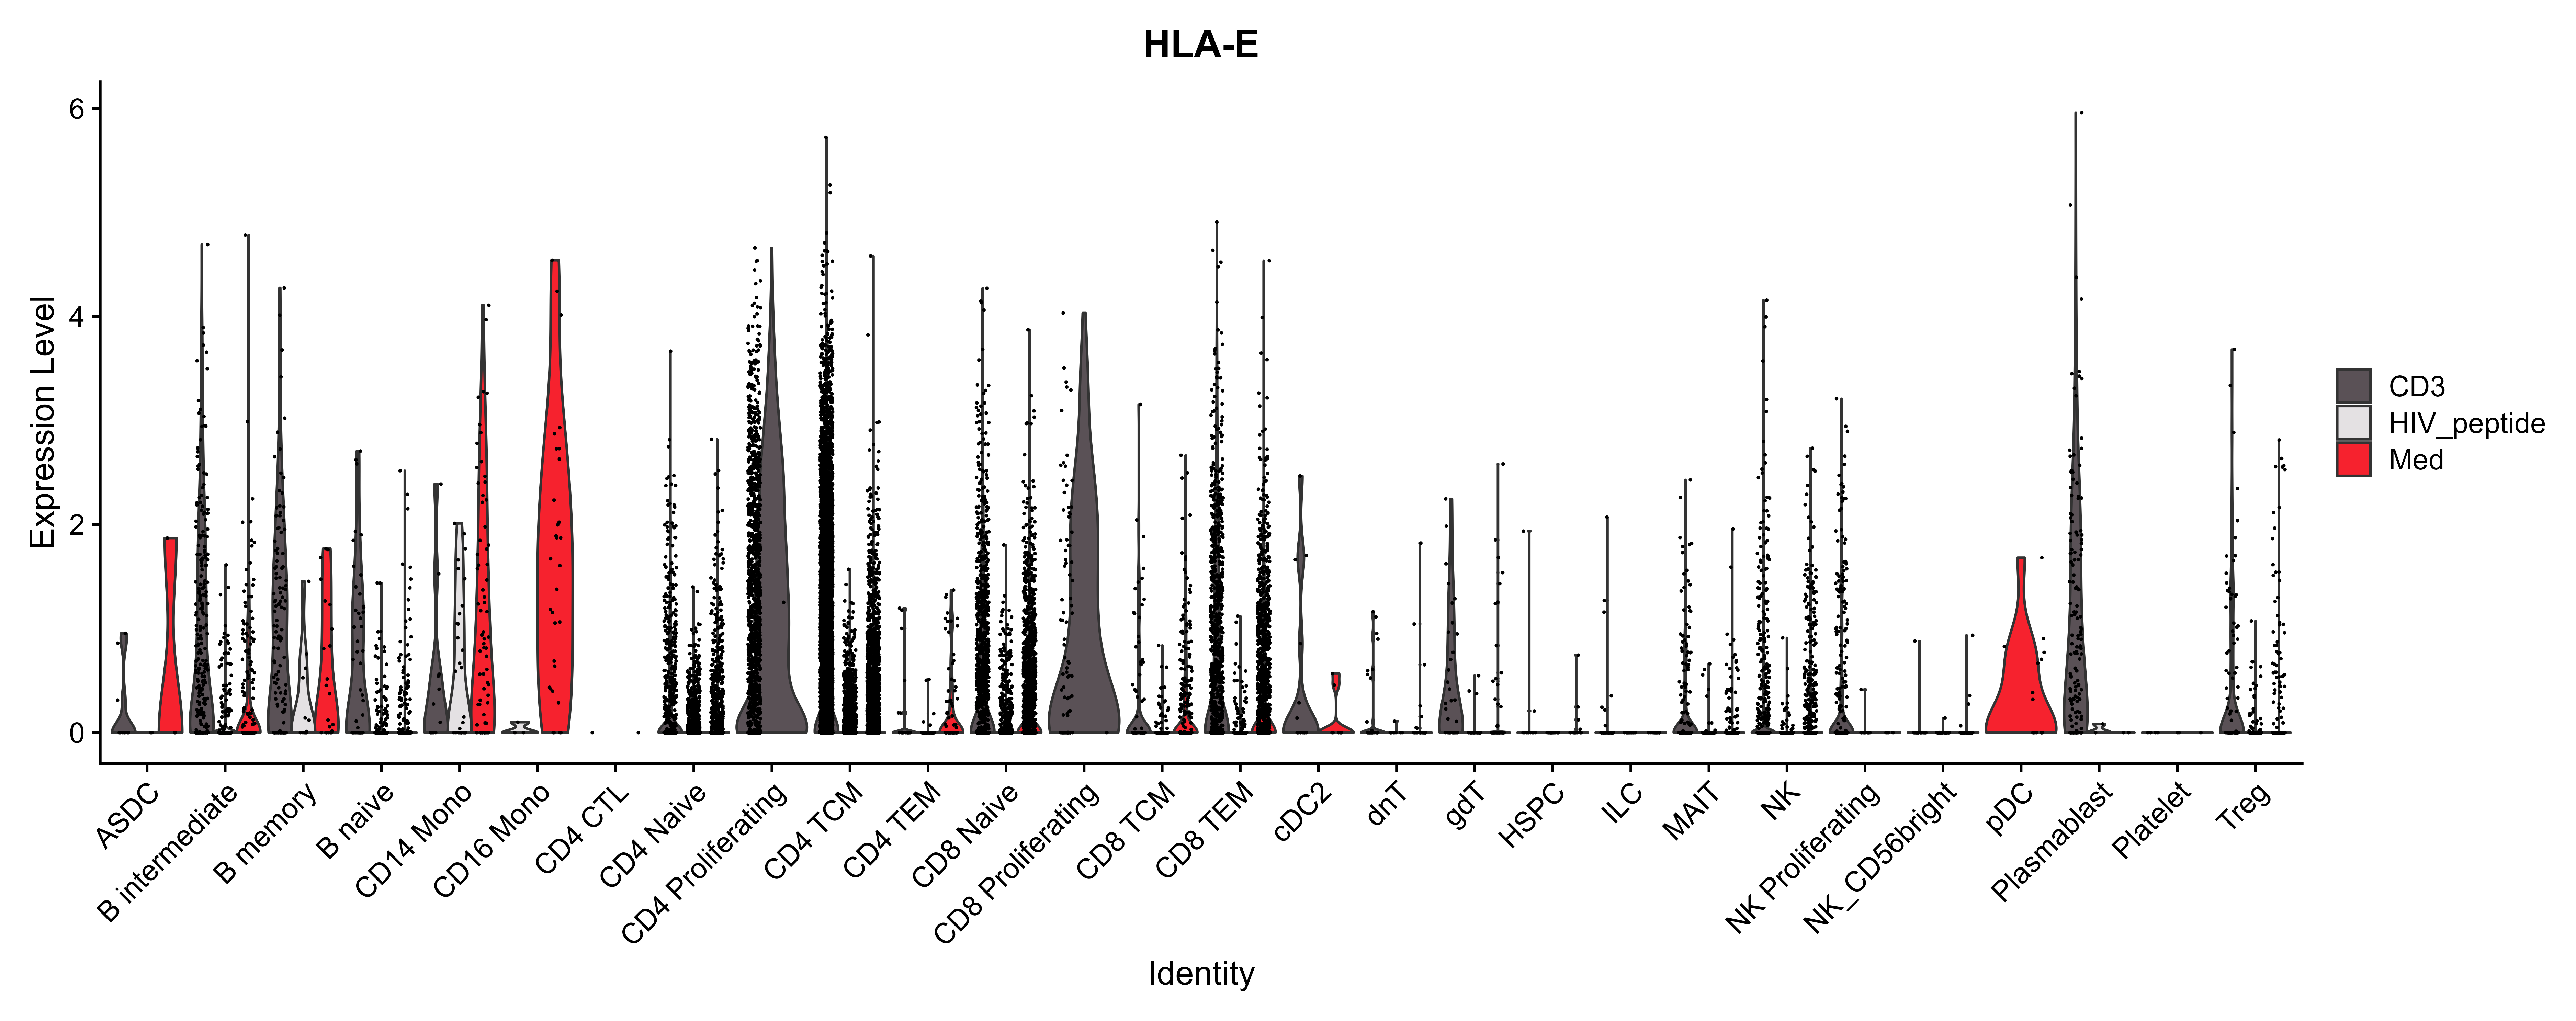 HLA-E
Expression Level
6
4
2
0
ASDC
B intermediate
B memory
B naive
CD14 Mono
CD16 Mono
CD4 CTL
CD4 Naive
CD4 Proliferating
CD4 TCM
CD4 TEM
CD8 Naive
CD8 Proliferating
CD8 TCM
CD8 TEM
cDC2
dnT
gdT
HSPC
ILC
MAIT
NK
NK Proliferating
NK_CD56bright
pDC
Plasmablast
Platelet
Treg
Identity
CD3
HIV_peptide
Med